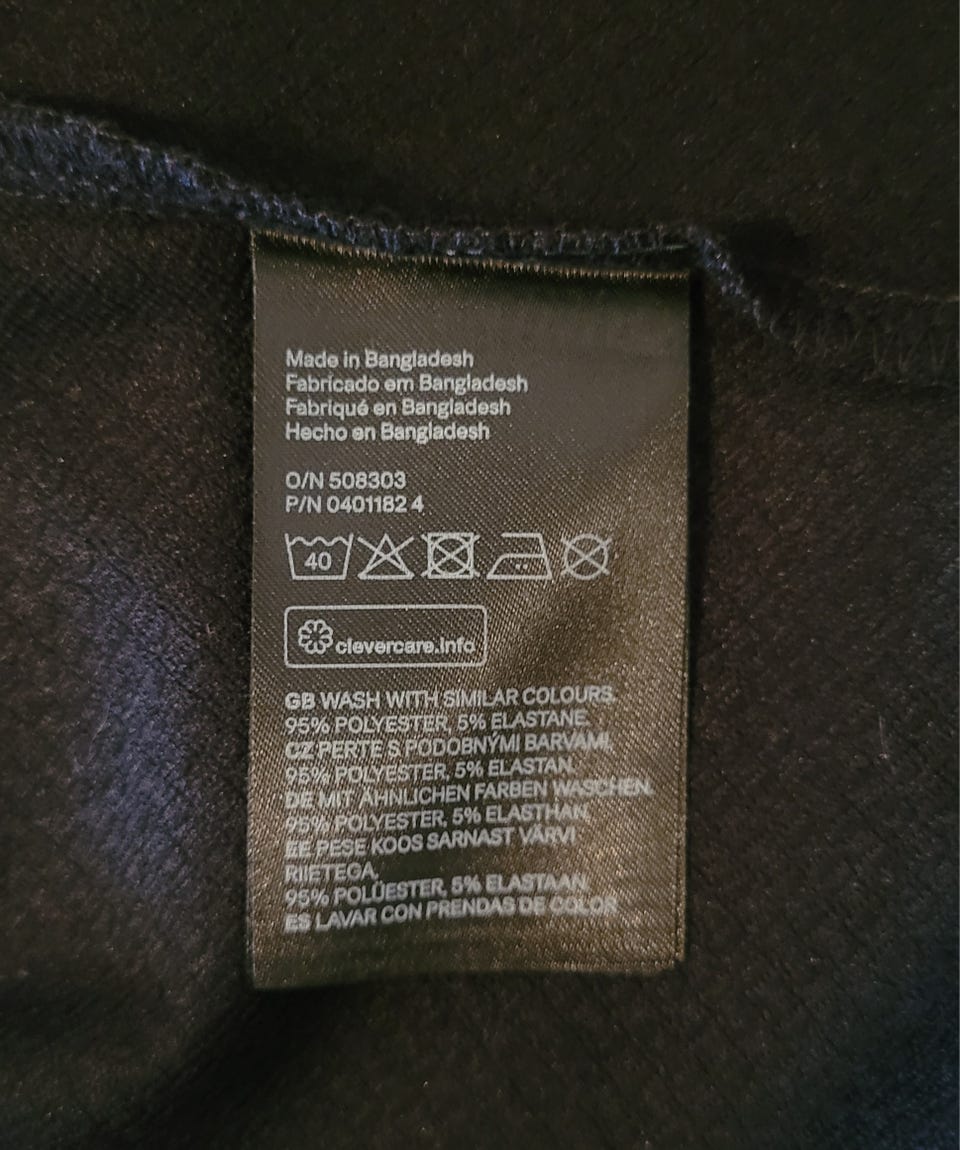 Made in Bangladesh
Fabricado em Bangladesh
Fabriqué en Bangladesh
Hecho en Bangladesh
O/N 508303
P/N 0401182 4
40
clevercare.info
GB WASH WITH SIMILAR COLOURS.
95% POLYESTER, 5% ELASTANE.
CZ PERTE S PODOBNÝMI BARVAMI.
95% POLYESTER, 5% ELASTAN.
DE MIT ÄHNLICHEN FARBEN WASCHEN.
95% POLYESTER, 5% ELASTHAN.
EE PESE KOOS SARNAST VÄRVI
RIIETEGA.
95% POLÜESTER, 5% ELASTAAN.
ES LAVAR CON PRENDAS DE COLOR